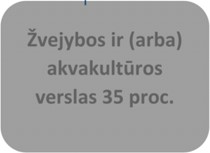 Žvejybos ir (arba)
akvakultūros
verslas 35 proc.